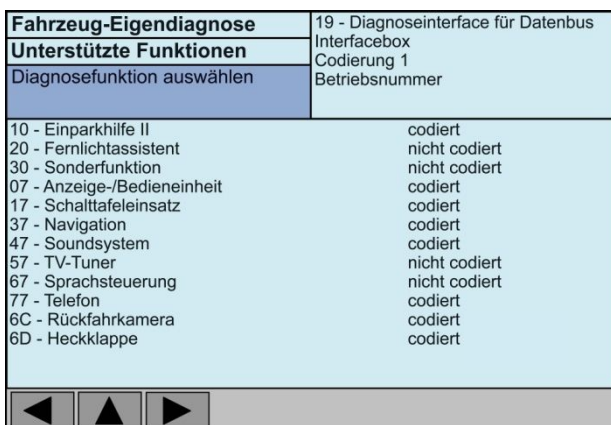 Fahrzeug-Eigendiagnose
Unterstützte Funktionen
Diagnosefunktion auswählen
19 - Diagnoseinterface für Datenbus
Interfacebox
Codierung 1
Betriebsnummer
10 - Einparkhilfe II codiert
20 - Fernlichtassistent nicht codiert
30 - Sonderfunktion nicht codiert
07 - Anzeige-/Bedieneinheit codiert
17 - Schalttafeleinsatz codiert
37 - Navigation codiert
47 - Soundsystem codiert
57 - TV-Tuner nicht codiert
67 - Sprachsteuerung nicht codiert
77 - Telefon codiert
6C - Rückfahrkamera codiert
6D - Heckklappe codiert